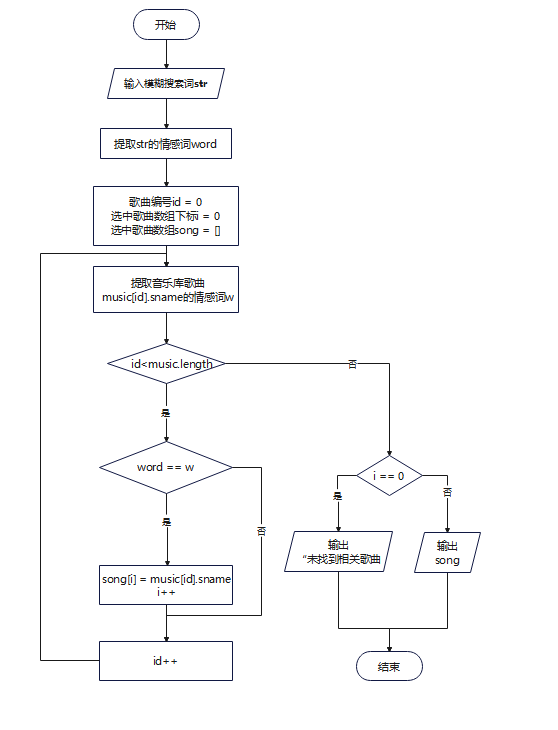 开始
输入模糊搜索词str
提取str的情感词word
歌曲编号id = 0
选中歌曲数组下标i = 0
选中歌曲数组song = []
提取音乐库歌曲
music[id].sname的情感词w
id<music.length
否
是
word == w
i == 0
是
否
是
否
输出
“未找到相关歌曲
输出
song
song[i] = music[id].sname
i++
id++
结束